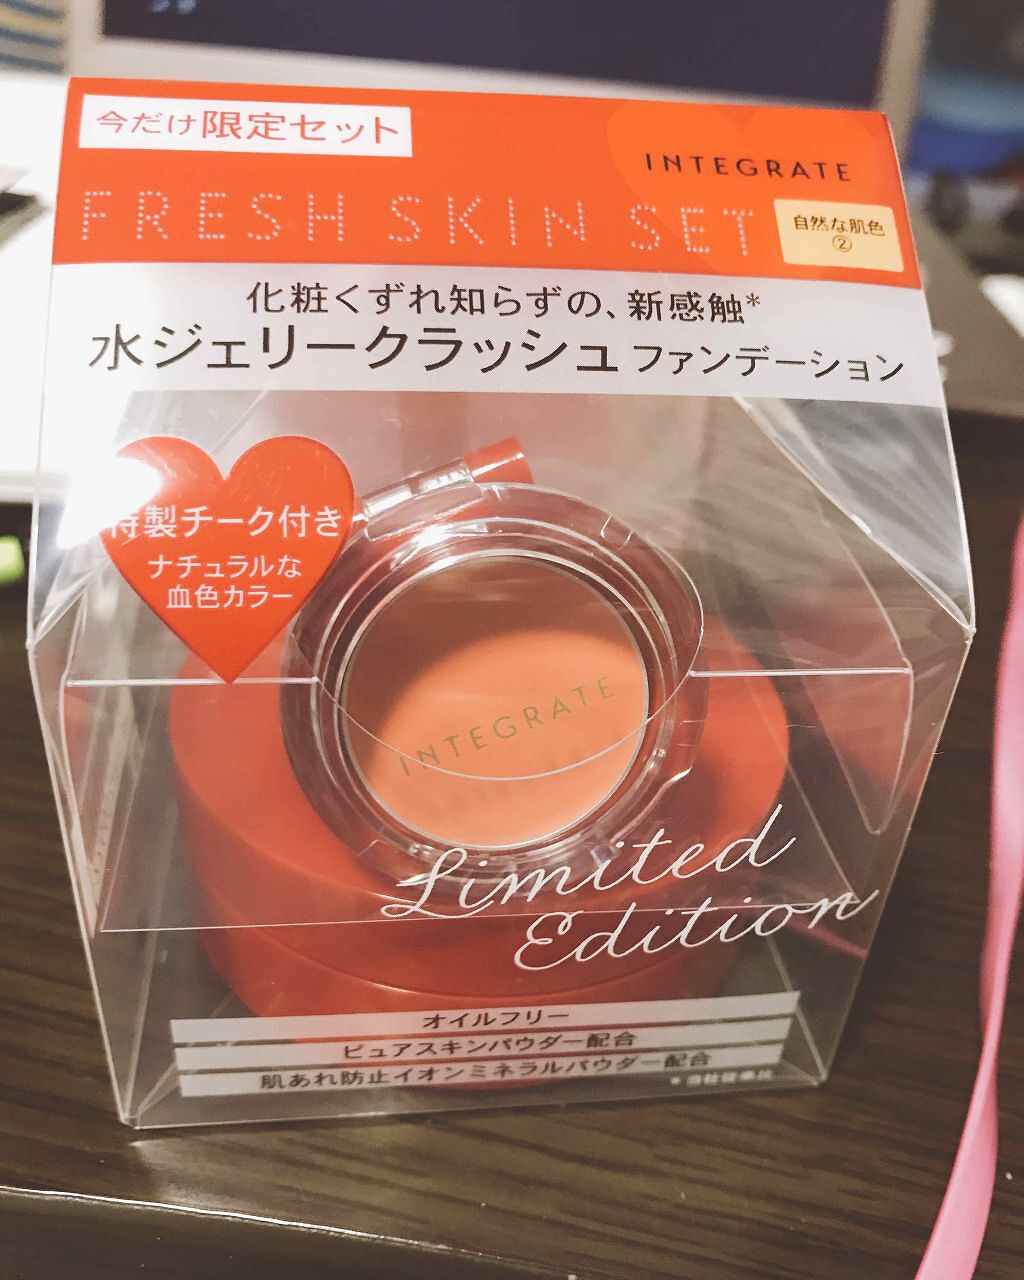 今だけ限定セット
INTEGRATE
FRESH SKIN SET
自然な肌色
②
化粧くずれ知らずの、新感触*
水ジェリークラッシュ ファンデーション
特製チーク付き
ナチュラルな
血色カラー
INTEGRATE
Limited
Edition
オイルフリー
ピュアスキンパウダー配合
肌あれ防止イオンミネラルパウダー配合